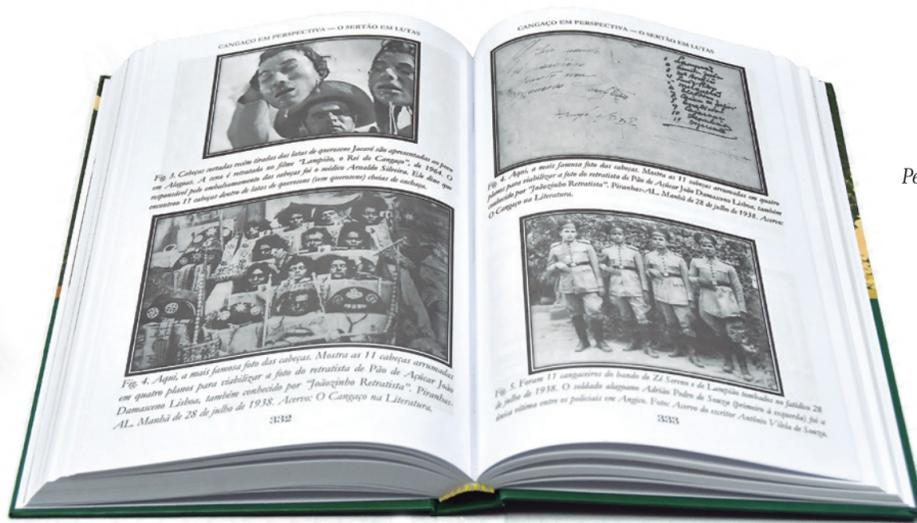 CANGAÇO EM PERSPECTIVA — O SERTÃO EM LUTAS
Fig. 3. Cabeças cortadas recém tiradas das latas de querosene Jacaré são apresentadas ao povo
em Alagoas. A cena é retratada no filme "Lampião, o Rei do Cangaço", de 1964. O
responsável pelo embalsamamento das cabeças foi o médico Arnaldo Silveira. Ele disse que
encontrou 11 cabeças dentro de latas de querosene (sem querosene) cheias de cachaça.
Fig. 4. Aqui, a mais famosa foto das cabeças. Mostra as 11 cabeças arrumadas
em quatro planos para viabilizar a foto do retratista de Pão de Açúcar João
Damasceno Lisboa, também conhecido por "Joãozinho Retratista". Piranhas-
AL. Manhã de 28 de julho de 1938. Acervo: O Cangaço na Literatura.
332
CANGAÇO EM PERSPECTIVA — O SERTÃO EM LUTAS
Fig. 4. Aqui, a mais famosa foto das cabeças. Mostra as 11 cabeças arrumadas em quatro
planos para viabilizar a foto do retratista de Pão de Açúcar João Damasceno Lisboa, também
conhecido por "Joãozinho Retratista". Piranhas-AL. Manhã de 28 de julho de 1938. Acervo:
O Cangaço na Literatura.
Fig. 5. Foram 11 cangaceiros do bando de Zé Sereno e de Lampião tombados no fatídico 28
de julho de 1938. O soldado alagoano Adrião Pedro de Souza (primeiro à esquerda) foi a
única vítima entre os policiais em Angico. Foto: Acervo do escritor Antônio Vilela de Souza.
333